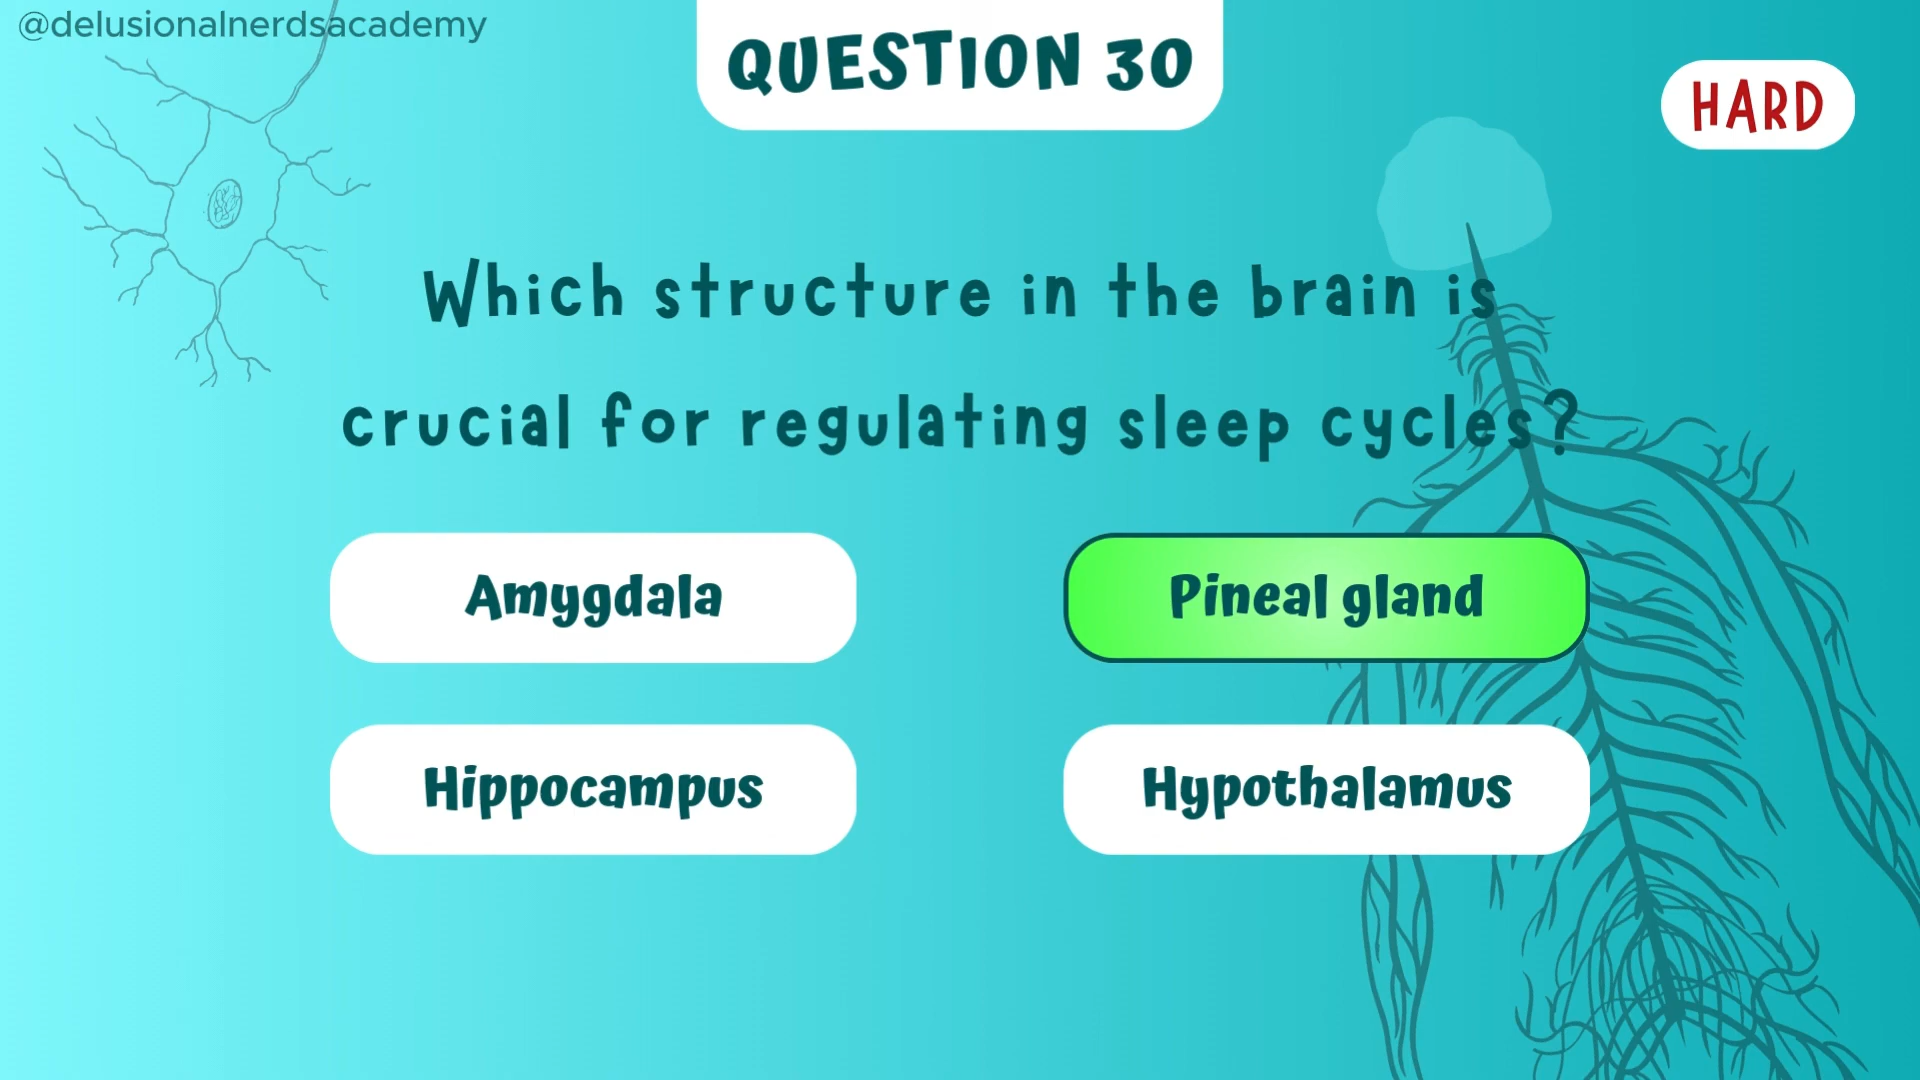 @delusionalnerdsacademy
QUESTION 30
HARD
Which structure in the brain is
crucial for regulating sleep cycles?
Amygdala
Pineal gland
Hippocampus
Hypothalamus